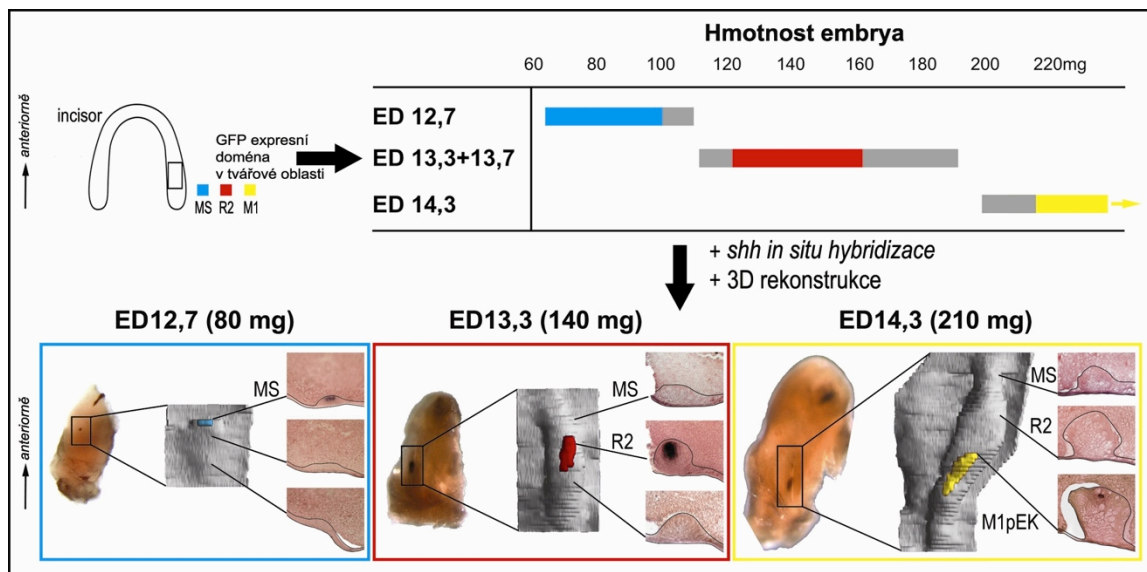 Hmotnost embrya
60 80 100 120 140 160 200 220mg
anteriorně
incisor
GFP expresní
doména
v tvářové oblasti
MS R2 M1
ED 12,7
ED 13,3+13,7
ED 14,3
+ shh in situ hybridizace
+ 3D rekonstrukce
ED12,7 (80 mg)
ED13,3 (140 mg)
ED14,3 (210 mg)
anteriorně
MS
MS
R2
MS
R2
M1pEK